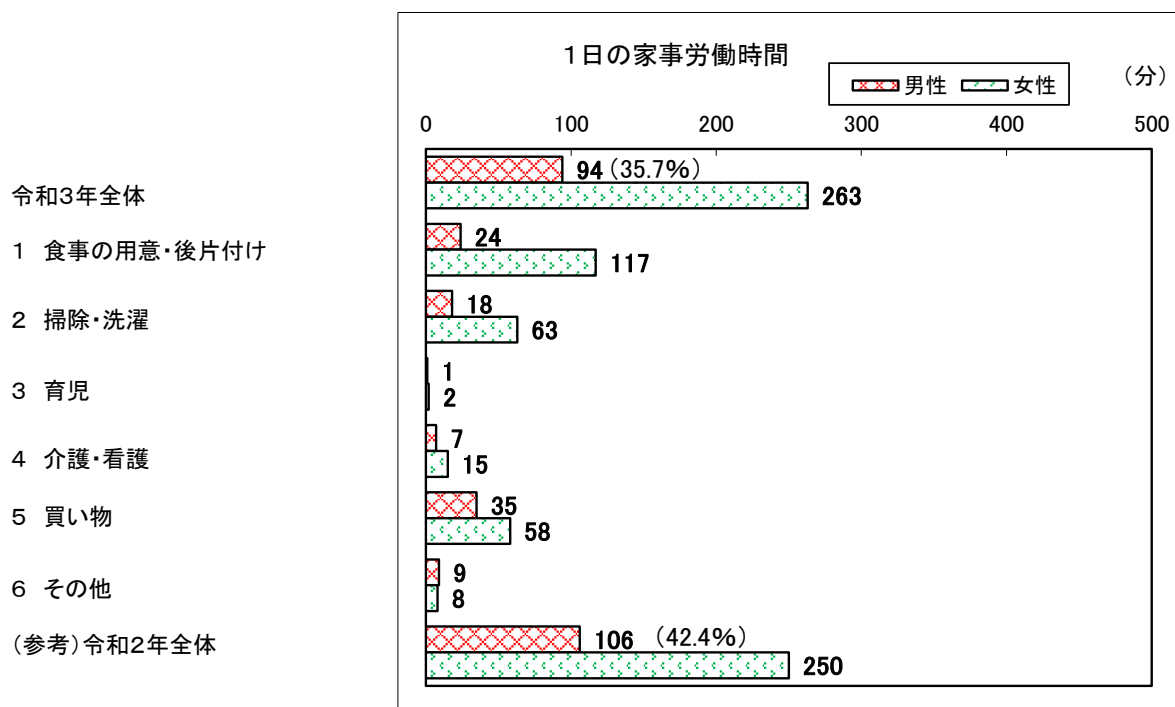 1日の家事労働時間
男性 女性
(分)
0 100 200 300 400 500
令和3年全体
94 (35.7%)
263
1 食事の用意・後片付け
24
117
2 掃除・洗濯
18
63
3 育児
1
2
4 介護・看護
7
15
5 買い物
35
58
6 その他
9
8
(参考)令和2年全体
106 (42.4%)
250